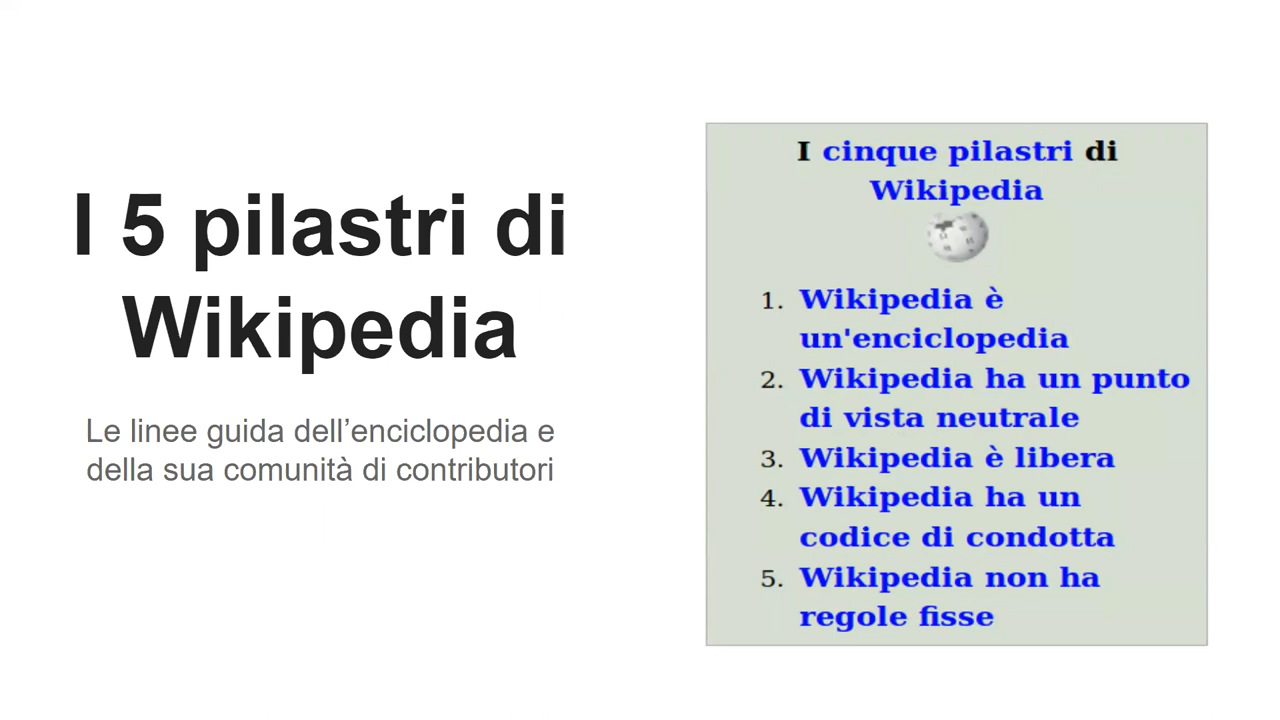 I 5 pilastri di
Wikipedia
Le linee guida dell’enciclopedia e
della sua comunità di contributori
I cinque pilastri di
Wikipedia
1. Wikipedia è
un'enciclopedia
2. Wikipedia ha un punto
di vista neutrale
3. Wikipedia è libera
4. Wikipedia ha un
codice di condotta
5. Wikipedia non ha
regole fisse